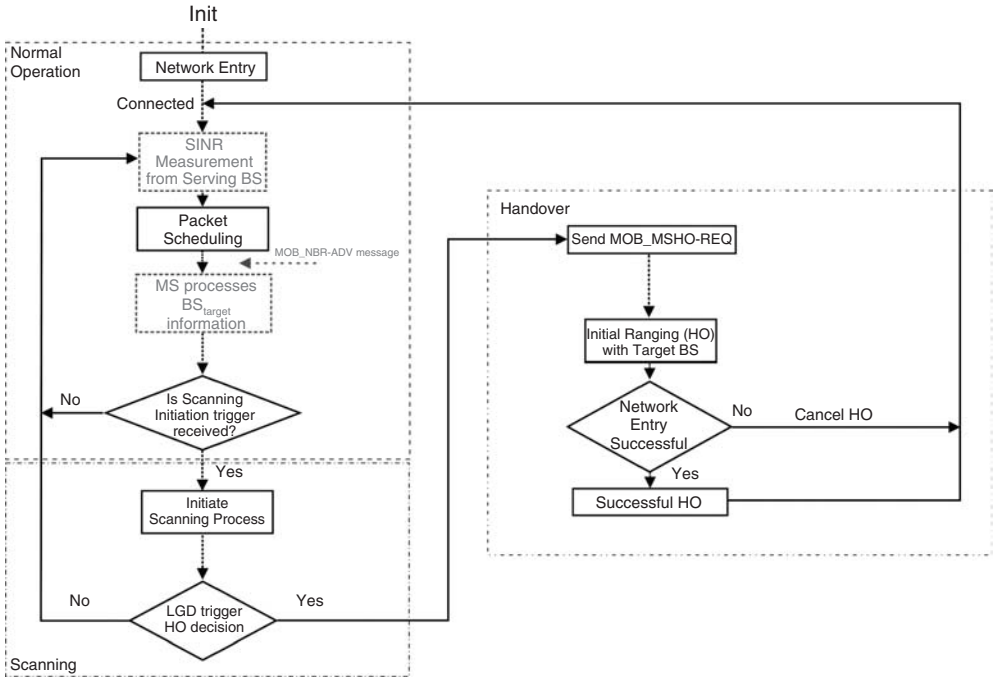 Init
Normal
Operation
Network Entry
Connected
SINR
Measurement
from Serving BS
Packet
Scheduling
MOB_NBR-ADV message
MS processes
BStarget
information
No
Is Scanning
Initiation trigger
received?
Yes
Initiate
Scanning Process
No
LGD trigger
HO decision
Yes
Scanning
Handover
Send MOB_MSHO-REQ
Initial Ranging (HO)
with Target BS
Network
Entry
Successful
No
Cancel HO
Yes
Successful HO